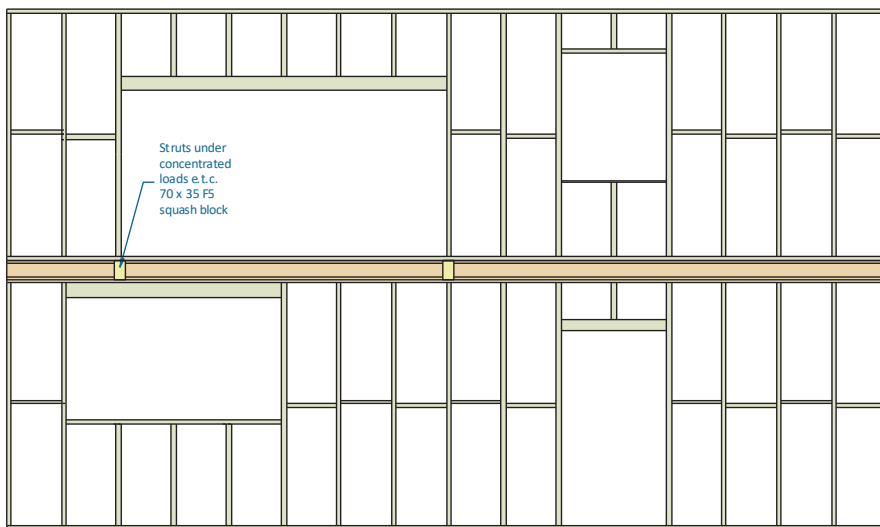 Struts under
concentrated
loads e.t.c.
70 x 35 F5
squash block